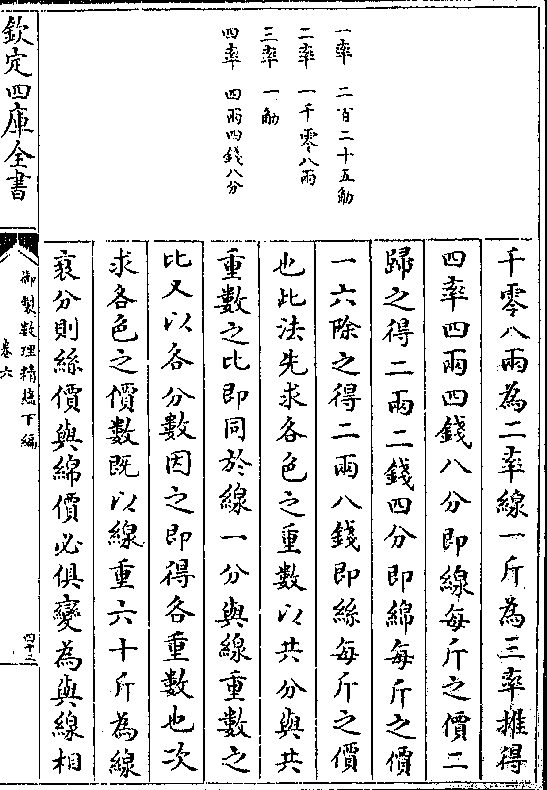 一率　二百二十五觔
二率　一千零八兩
三率　一觔
四率　四兩四錢八分
千零八兩為二率線一斤為三率推得
四率四兩四錢八分即線每斤之價二
歸之得二兩二錢四分即綿每斤之價
一六除之得二兩八錢即絲每斤之價
也此法先求各色之重數以共分與共
重數之比即同於線一分與線重數之
比又以各分數因之即得各重數也次
求各色之價數既以線重六十斤為線
衰分則絲價與綿價必俱變為與線相
欽定四庫全書
御製數理精蘊下編
卷六
四十三